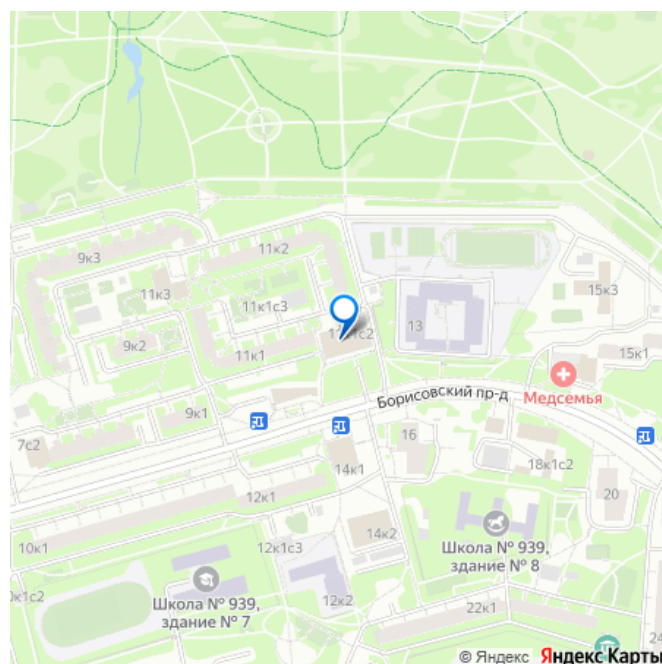 9к3
11к2
11к3
11к1с3
15к3
9к2
13
11к1
15к1
Борисовский пр-д
Медсемья
9к1
7с2
16
14к1
18к1с2
20
12к1
14к2
10к1
12к1с3
Школа № 939,
здание № 8
Школа № 939,
здание № 7
12к2
22к1
© Яндекс Яндекс Карты